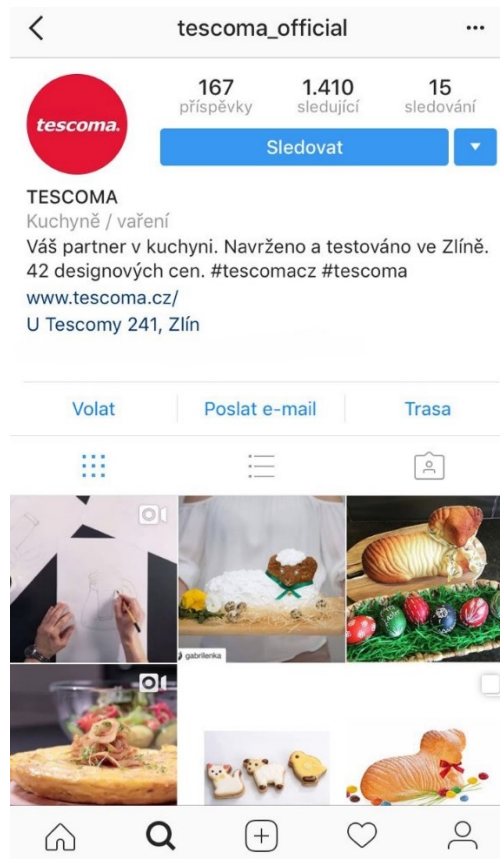 tescoma_official
tescoma.
167
příspěvky
1.410
sledující
15
sledování
Sledovat
TESCOMA
Kuchyně / vaření
Váš partner v kuchyni. Navrženo a testováno ve Zlíně.
42 designových cen. #tescomacz #tescoma
www.tescoma.cz/
U Tescomy 241, Zlín
Volat
Poslat e-mail
Trasa
gabrilenka